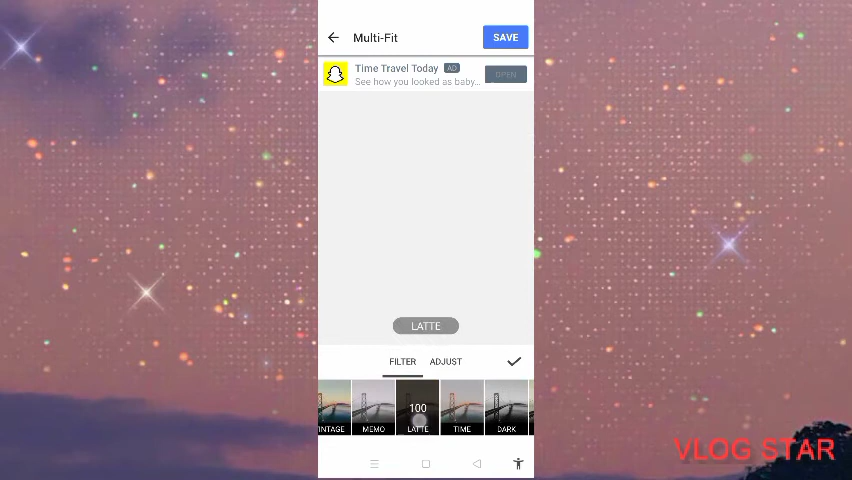 Multi-Fit
SAVE
Time Travel Today AD
See how you looked as baby...
OPEN
LATTE
FILTER ADJUST
100
INTAGE MEMO LATTE TIME DARK
VLOG STAR